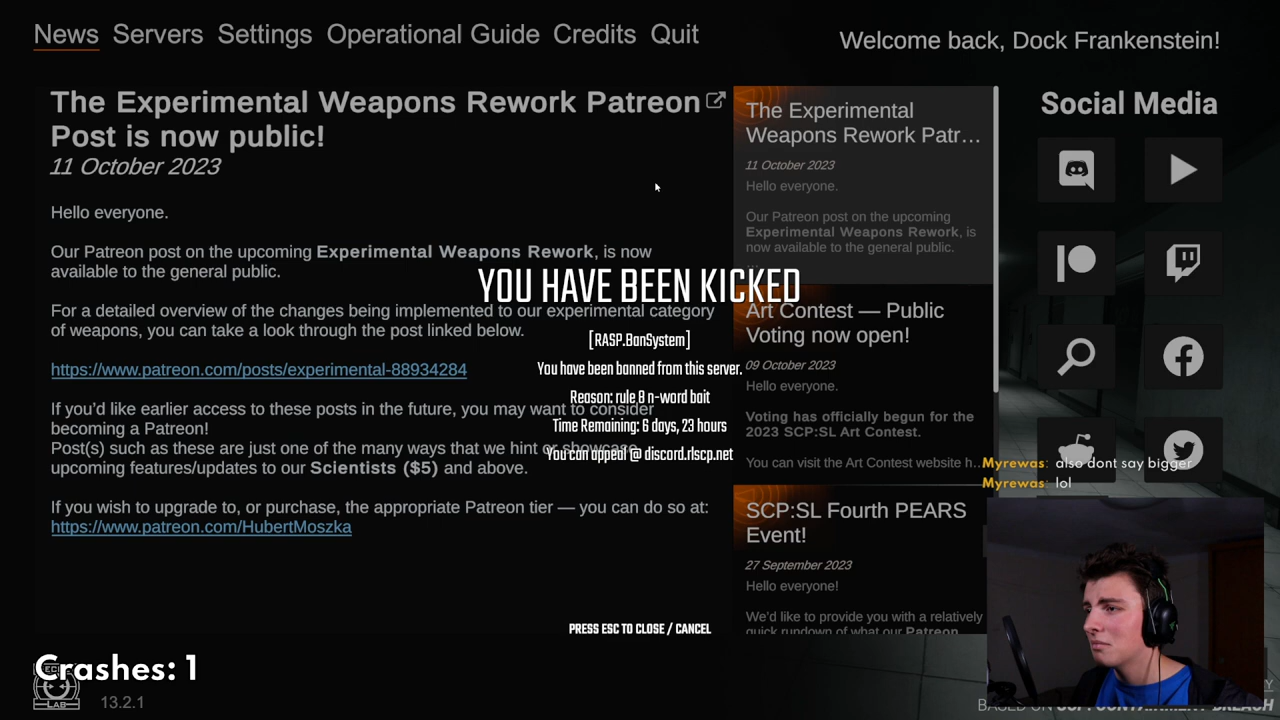 News Servers Settings Operational Guide Credits Quit
Welcome back, Dock Frankenstein!
The Experimental Weapons Rework Patreon
Post is now public!
11 October 2023
Hello everyone.
Our Patreon post on the upcoming Experimental Weapons Rework, is now
available to the general public.
For a detailed overview of the changes being implemented to our experimental category
of weapons, you can take a look through the post linked below.
https://www.patreon.com/posts/experimental-88934284
If you'd like earlier access to these posts in the future, you may want to consider
becoming a Patreon!
Post(s) such as these are just one of the many ways that we hint or showcase
upcoming features/updates to our Scientists ($5) and above.
If you wish to upgrade to, or purchase, the appropriate Patreon tier — you can do so at:
https://www.patreon.com/HubertMoszka
YOU HAVE BEEN KICKED
[RASP.BanSystem]
You have been banned from this server.
Reason: rule 8 n-word bait
Time Remaining: 6 days, 23 hours
You can appeal @ discord.rlscp.net
PRESS ESC TO CLOSE / CANCEL
The Experimental
Weapons Rework Patr...
11 October 2023
Hello everyone.
Our Patreon post on the upcoming
Experimental Weapons Rework, is
now available to the general public.
...
Art Contest — Public
Voting now open!
09 October 2023
Hello everyone.
Voting has officially begun for the
2023 SCP:SL Art Contest.
You can visit the Art Contest website h...
SCP:SL Fourth PEARS
Event!
27 September 2023
Hello everyone!
We'd like to provide you with a relatively
quick rundown of what our Patreon
Social Media
Myrewas: also dont say bigger
Myrewas: lol
Crashes: 1
LAB
13.2.1
BASED ON SCP: CONTAINMENT BREACH